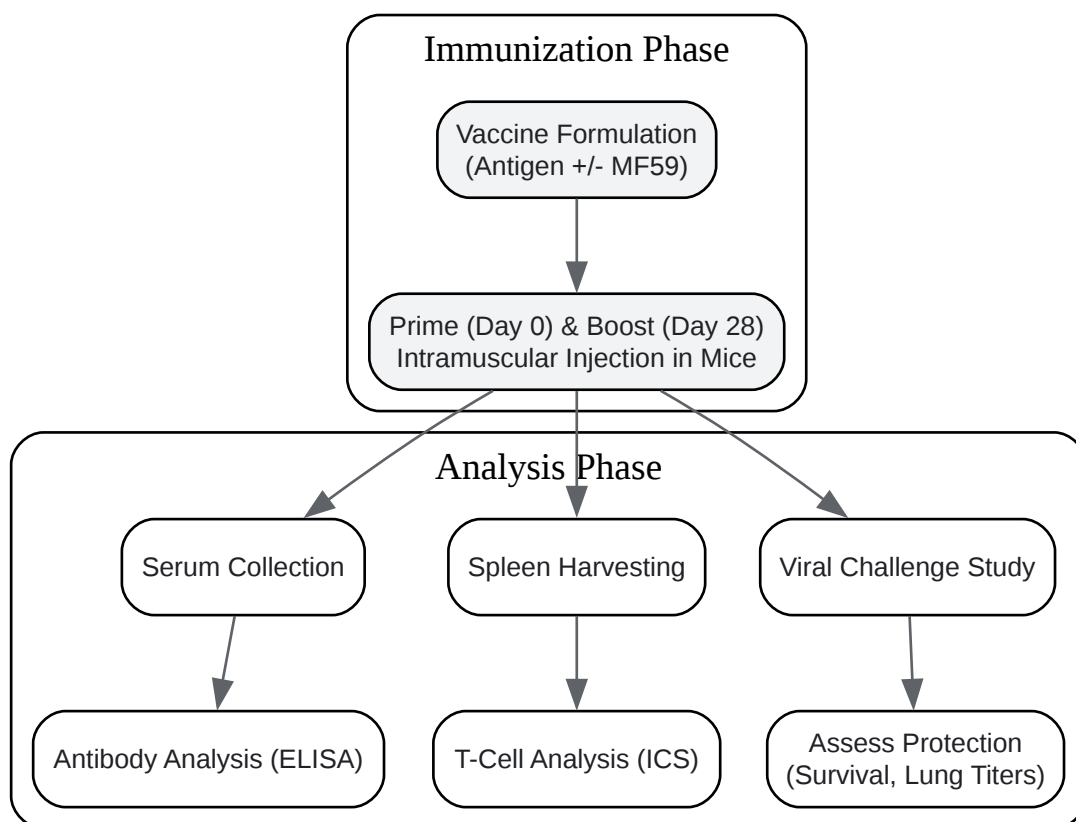 Immunization Phase
Vaccine Formulation
(Antigen +/- MF59)
Prime (Day 0) & Boost (Day 28)
Intramuscular Injection in Mice
Analysis Phase
Serum Collection
Spleen Harvesting
Viral Challenge Study
Antibody Analysis (ELISA)
T-Cell Analysis (ICS)
Assess Protection
(Survival, Lung Titers)